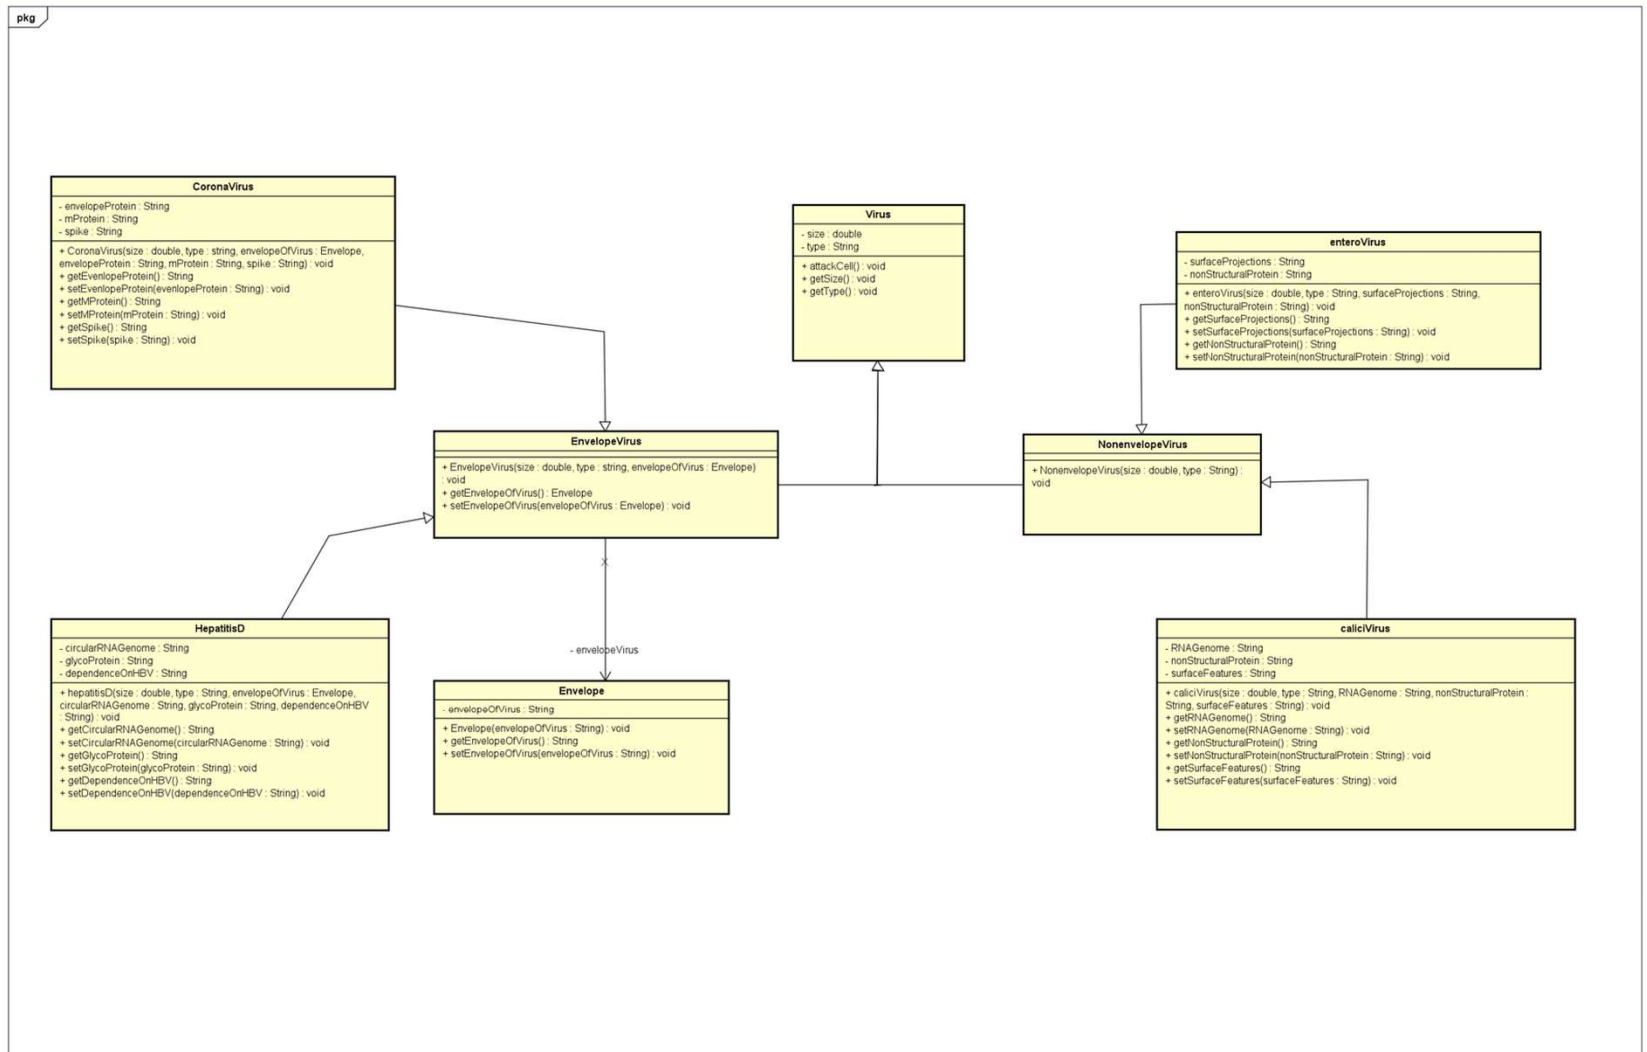 pkg
CoronaVirus
- envelopeProtein : String
- mProtein : String
- spike : String
+ CoronaVirus(size : double, type : string, envelopeOfVirus : Envelope,
envelopeProtein : String, mProtein : String, spike : String) : void
+ getEvenlopeProtein() : String
+ setEvenlopeProtein(evenlopeProtein : String) : void
+ getMProtein() : String
+ setMProtein(mProtein : String) : void
+ getSpike() : String
+ setSpike(spike : String) : void
Virus
- size : double
- type : String
+ attackCell() : void
+ getSize() : void
+ getType() : void
enteroVirus
- surfaceProjections : String
- nonStructuralProtein : String
+ enteroVirus(size : double, type : String, surfaceProjections : String,
nonStructuralProtein : String) : void
+ getSurfaceProjections() : String
+ setSurfaceProjections(surfaceProjections : String) : void
+ getNonStructuralProtein() : String
+ setNonStructuralProtein(nonStructuralProtein : String) : void
EnvelopeVirus
+ EnvelopeVirus(size : double, type : string, envelopeOfVirus : Envelope)
: void
+ getEnvelopeOfVirus() : Envelope
+ setEnvelopeOfVirus(envelopeOfVirus : Envelope) : void
NonenvelopeVirus
+ NonenvelopeVirus(size : double, type : String) :
void
HepatitisD
- circularRNAGenome : String
- glycoProtein : String
- dependenceOnHBV : String
+ hepatitisD(size : double, type : String, envelopeOfVirus : Envelope,
circularRNAGenome : String, glycoProtein : String, dependenceOnHBV
: String) : void
+ getCircularRNAGenome() : String
+ setCircularRNAGenome(circularRNAGenome : String) : void
+ getGlycoProtein() : String
+ setGlycoProtein(glycoProtein : String) : void
+ getDependenceOnHBV() : String
+ setDependenceOnHBV(dependenceOnHBV : String) : void
- envelopeVirus
Envelope
- envelopeOfVirus : String
+ Envelope(envelopeOfVirus : String) : void
+ getEnvelopeOfVirus() : String
+ setEnvelopeOfVirus(envelopeOfVirus : String) : void
caliciVirus
- RNAGenome : String
- nonStructuralProtein : String
- surfaceFeatures : String
+ caliciVirus(size : double, type : String, RNAGenome : String, nonStructuralProtein :
String, surfaceFeatures : String) : void
+ getRNAGenome() : String
+ setRNAGenome(RNAGenome : String) : void
+ getNonStructuralProtein() : String
+ setNonStructuralProtein(nonStructuralProtein : String) : void
+ getSurfaceFeatures() : String
+ setSurfaceFeatures(surfaceFeatures : String) : void